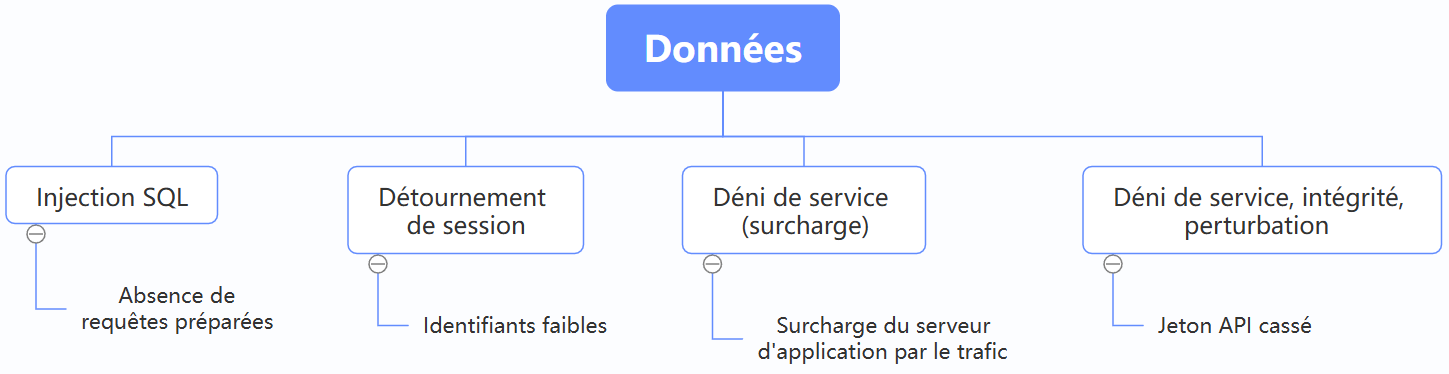 Données
Injection SQL
Détournement
de session
Déni de service
(surcharge)
Déni de service, intégrité,
perturbation
Absence de
requêtes préparées
Identifiants faibles
Surcharge du serveur
d'application par le trafic
Jeton API cassé